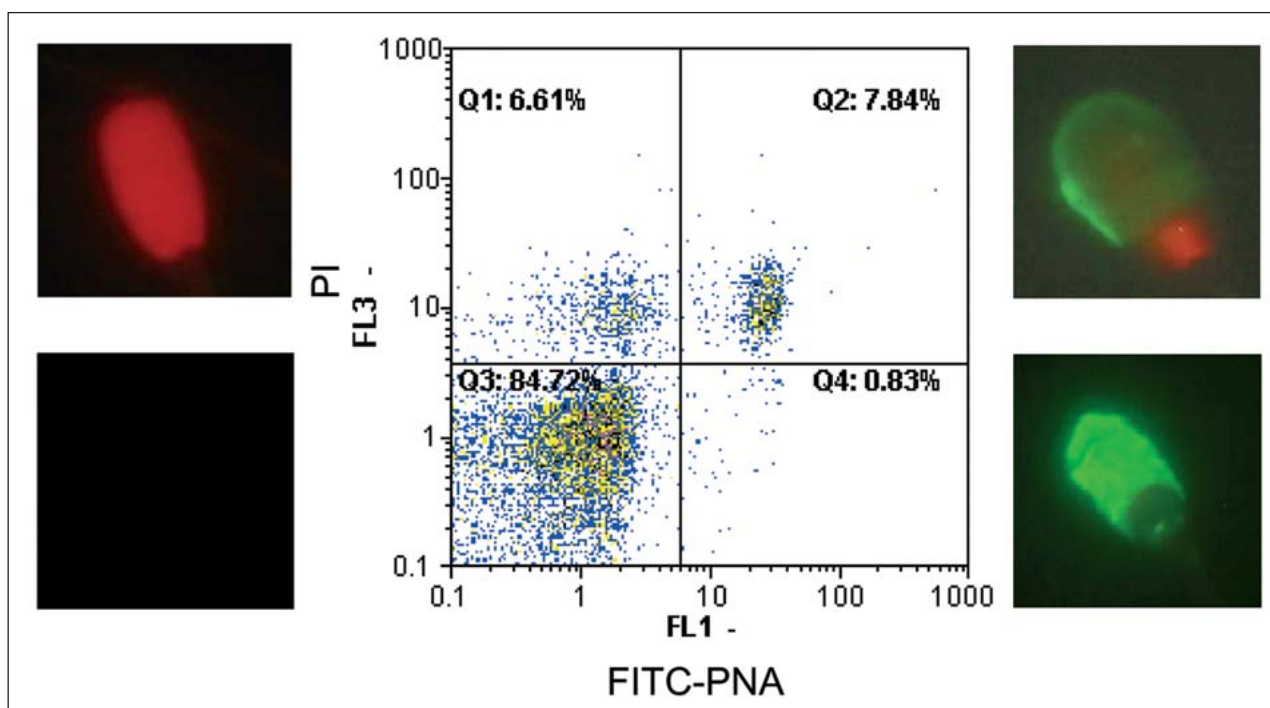 1000
Q1: 6.61%
Q2: 7.84%
100
PI
FL3 -
10
Q3: 84.72%
Q4: 0.83%
1
0.1
0.1 1 10 100 1000
FL1 -
FITC-PNA